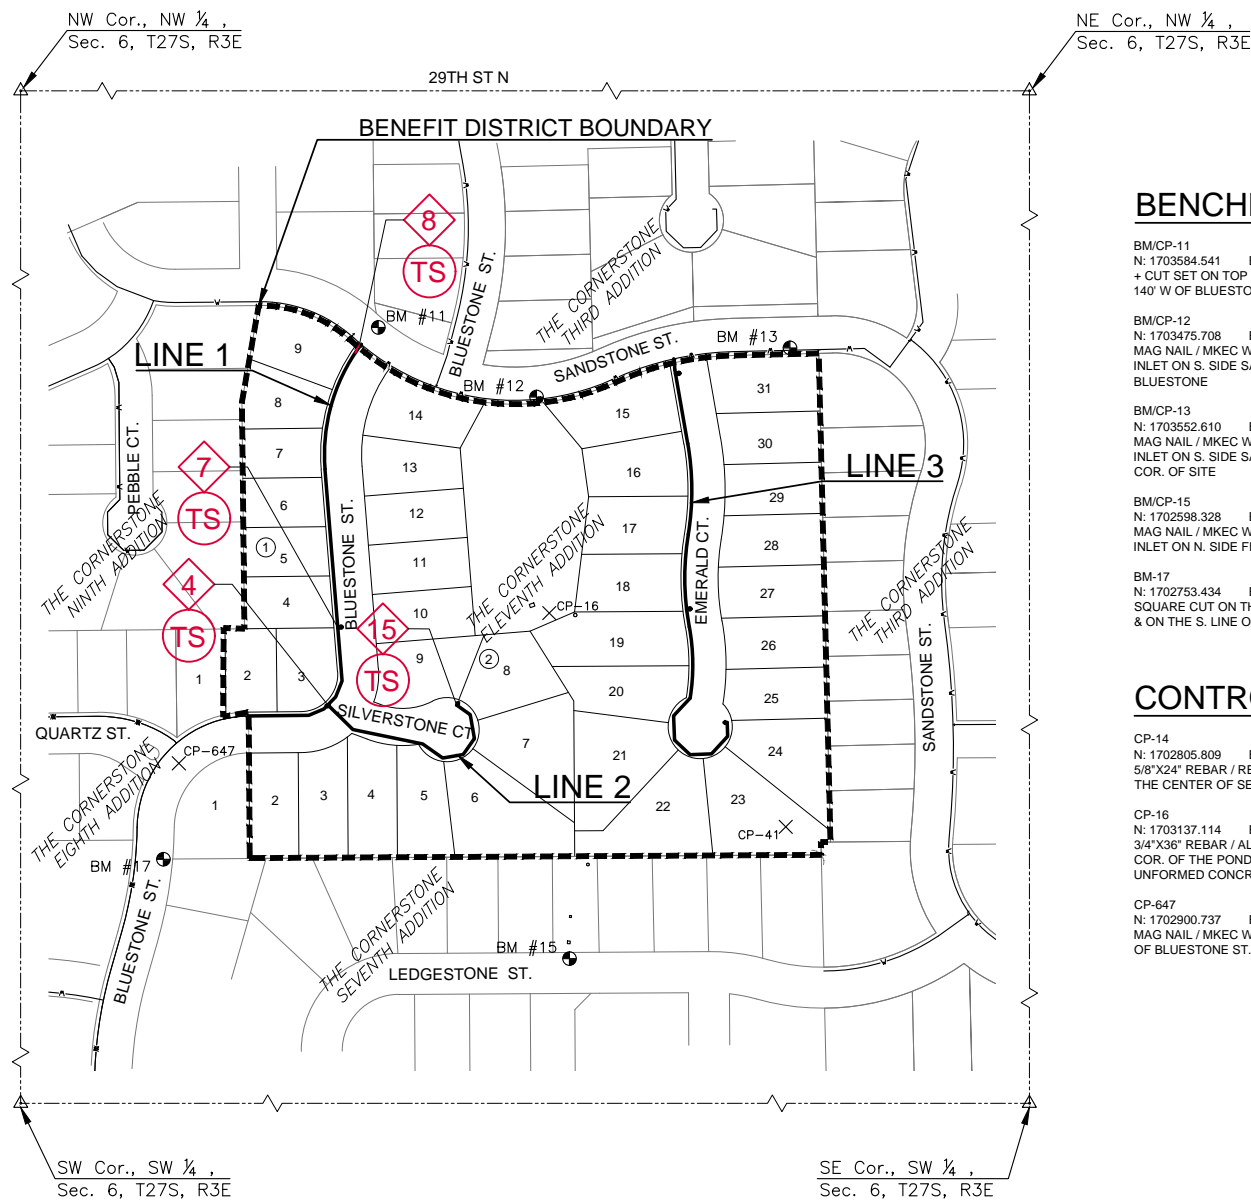 NW Cor., NW ¼ ,
Sec. 6, T27S, R3E
NE Cor., NW ¼ ,
Sec. 6, T27S, R3E
29TH ST N
BENEFIT DISTRICT BOUNDARY
8
TS
BLUESTONE ST.
THE CORNERSTONE
THIRD ADDITION
BM #11
SANDSTONE ST.
BM #13
BM #12
LINE 1
9
8
7
6
5
4
3
2
1
1
14
13
12
11
10
9
8
7
2
15
16
17
18
19
20
21
22
23
24
25
26
27
28
29
30
31
LINE 3
PEBBLE CT.
7
TS
THE CORNERSTONE
NINTH ADDITION
4
TS
BLUESTONE ST.
15
TS
THE CORNERSTONE
ELEVENTH ADDITION
CP-16
EMERALD CT.
THE CORNERSTONE
THIRD ADDITION
SANDSTONE ST.
SILVERSTONE CT
QUARTZ ST.
CP-647
THE CORNERSTONE
EIGHTH ADDITION
1
2
3
4
5
6
LINE 2
CP-41
BM #17
BLUESTONE ST.
THE CORNERSTONE
SEVENTH ADDITION
BM #15
LEDGESTONE ST.
SW Cor., SW ¼ ,
Sec. 6, T27S, R3E
SE Cor., SW ¼ ,
Sec. 6, T27S, R3E
BENCH
BM/CP-11
N: 1703584.541
+ CUT SET ON TOP
140' W OF BLUESTO
BM/CP-12
N: 1703475.708
MAG NAIL / MKEC W
INLET ON S. SIDE SA
BLUESTONE
BM/CP-13
N: 1703552.610
MAG NAIL / MKEC W
INLET ON S. SIDE SA
COR. OF SITE
BM/CP-15
N: 1702598.328
MAG NAIL / MKEC W
INLET ON N. SIDE FI
BM-17
N: 1702753.434
SQUARE CUT ON TH
& ON THE S. LINE O
CONTRO
CP-14
N: 1702805.809
5/8"X24" REBAR / RE
THE CENTER OF SE
CP-16
N: 1703137.114
3/4"X36" REBAR / AL
COR. OF THE POND
UNFORMED CONCR
CP-647
N: 1702900.737
MAG NAIL / MKEC W
OF BLUESTONE ST.